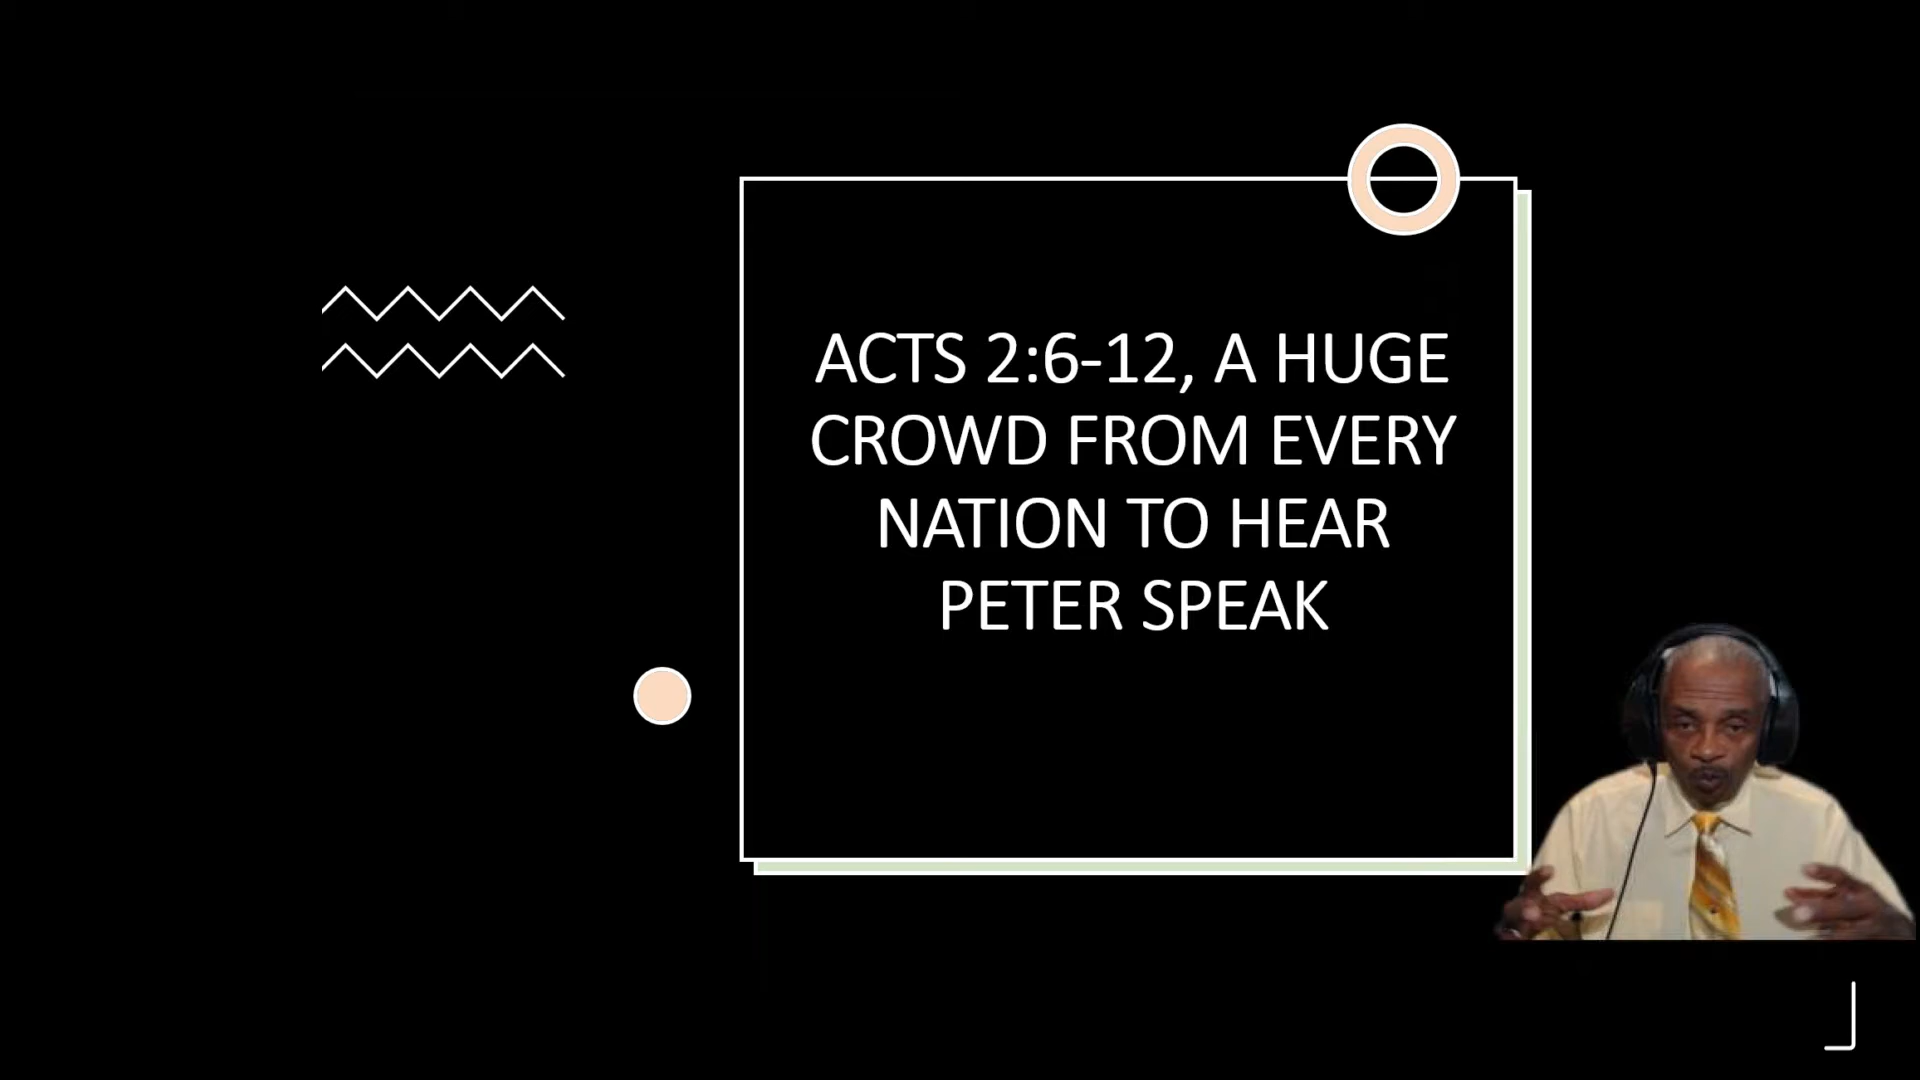 ACTS 2:6-12, A HUGE
CROWD FROM EVERY
NATION TO HEAR
PETER SPEAK